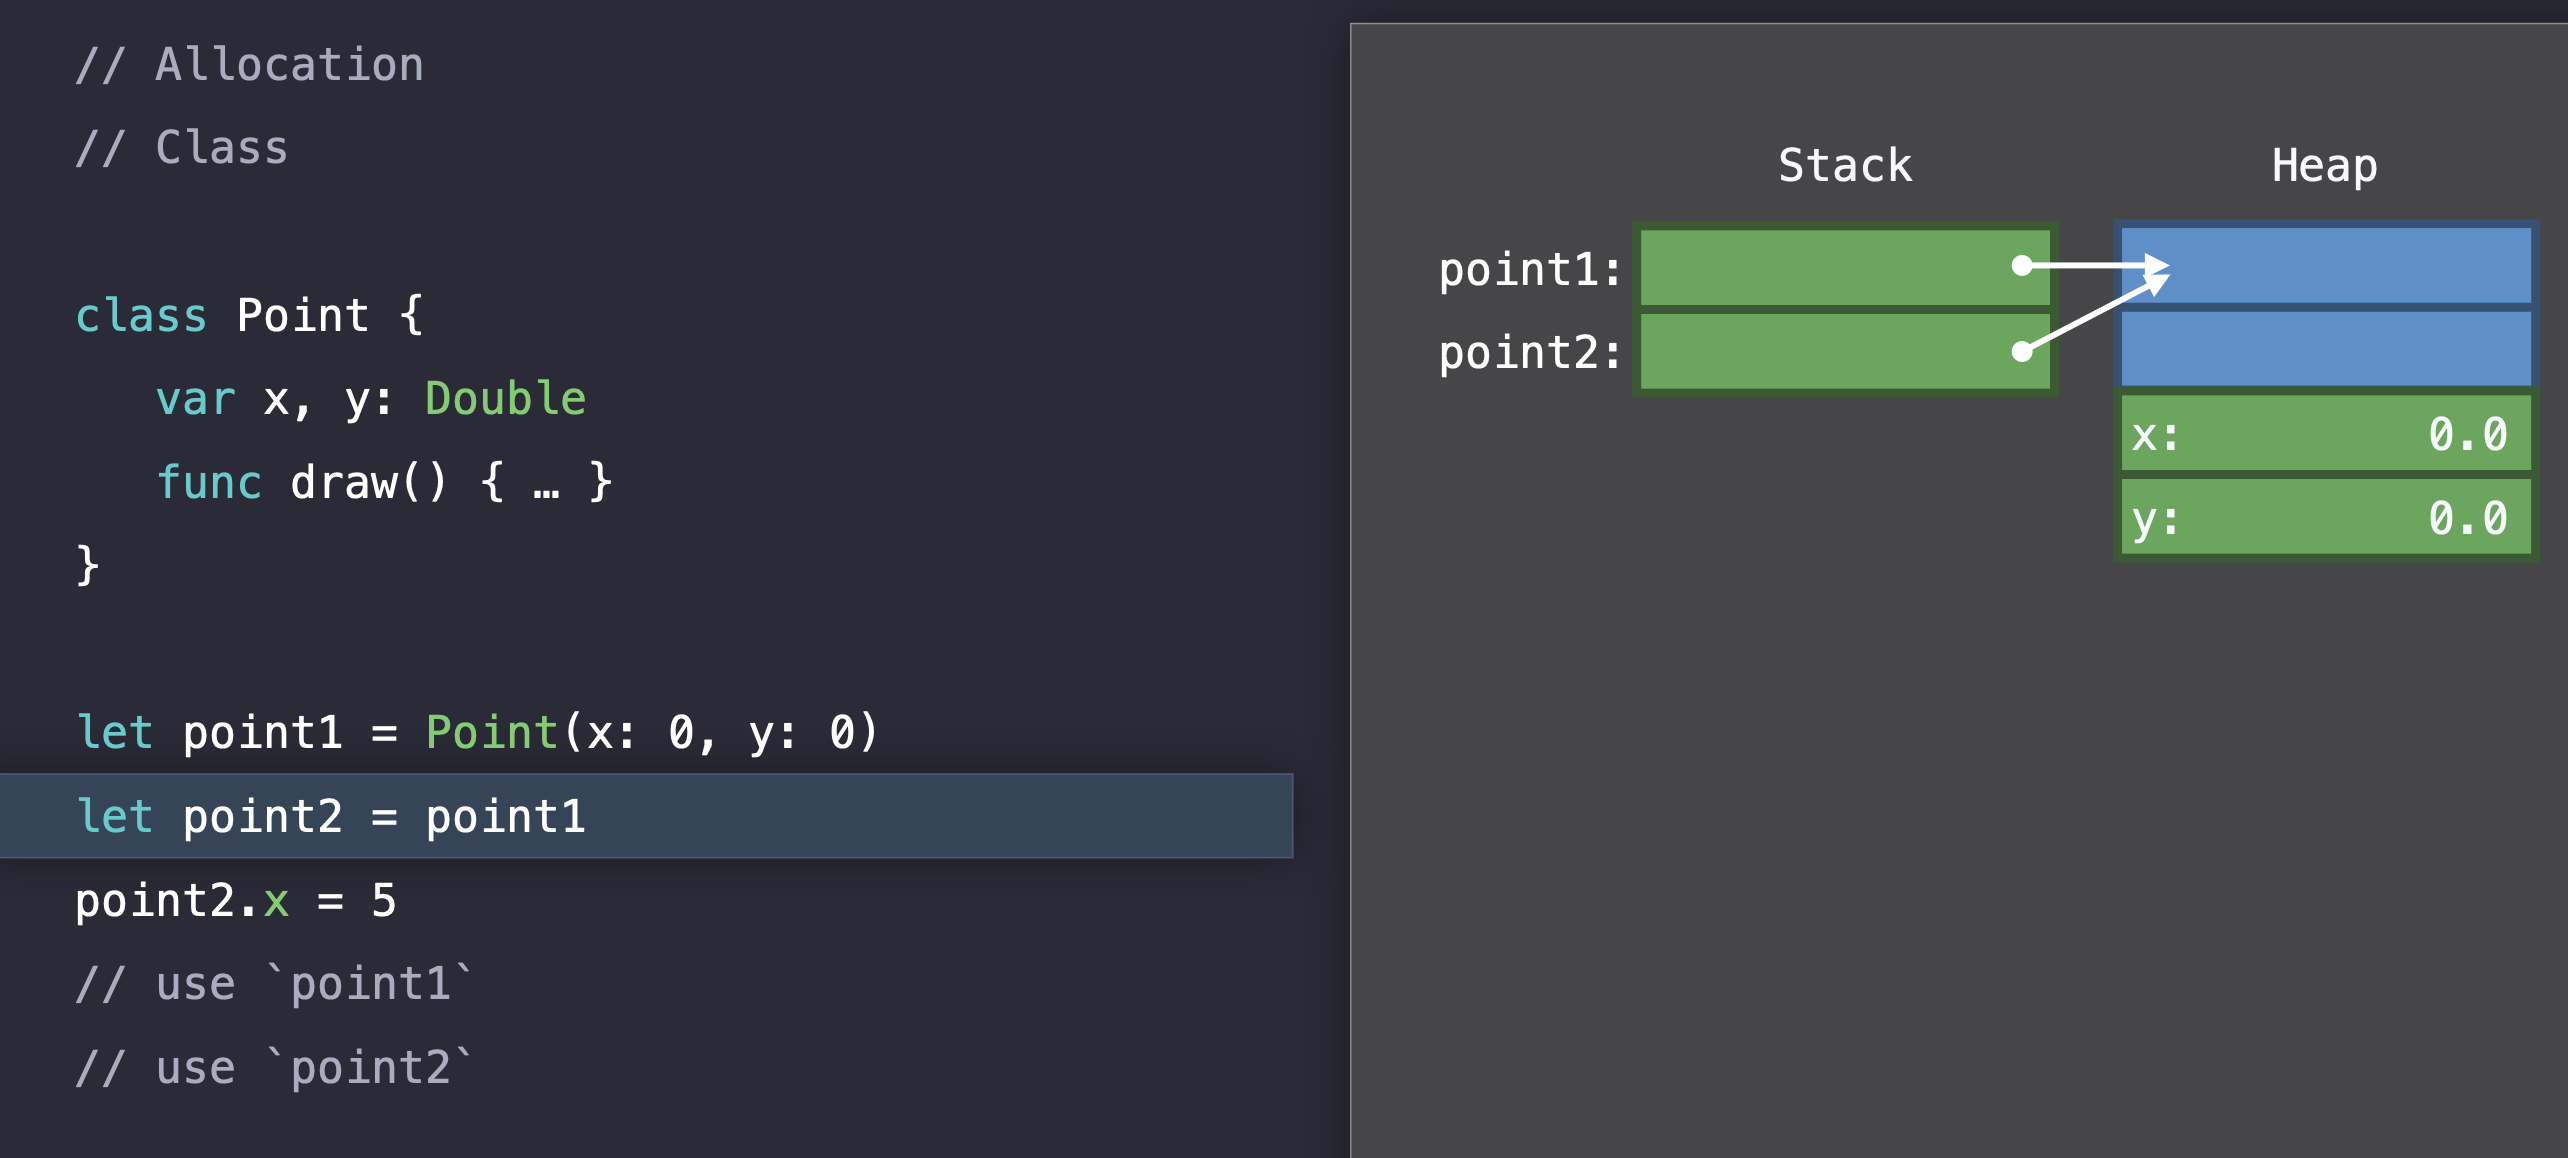 // Allocation
// Class
class Point {
   var x, y: Double
   func draw() { … }
}
let point1 = Point(x: 0, y: 0)
let point2 = point1
point2.x = 5
// use `point1`
// use `point2`
Stack
Heap
point1:
point2:
x: 0.0
y: 0.0